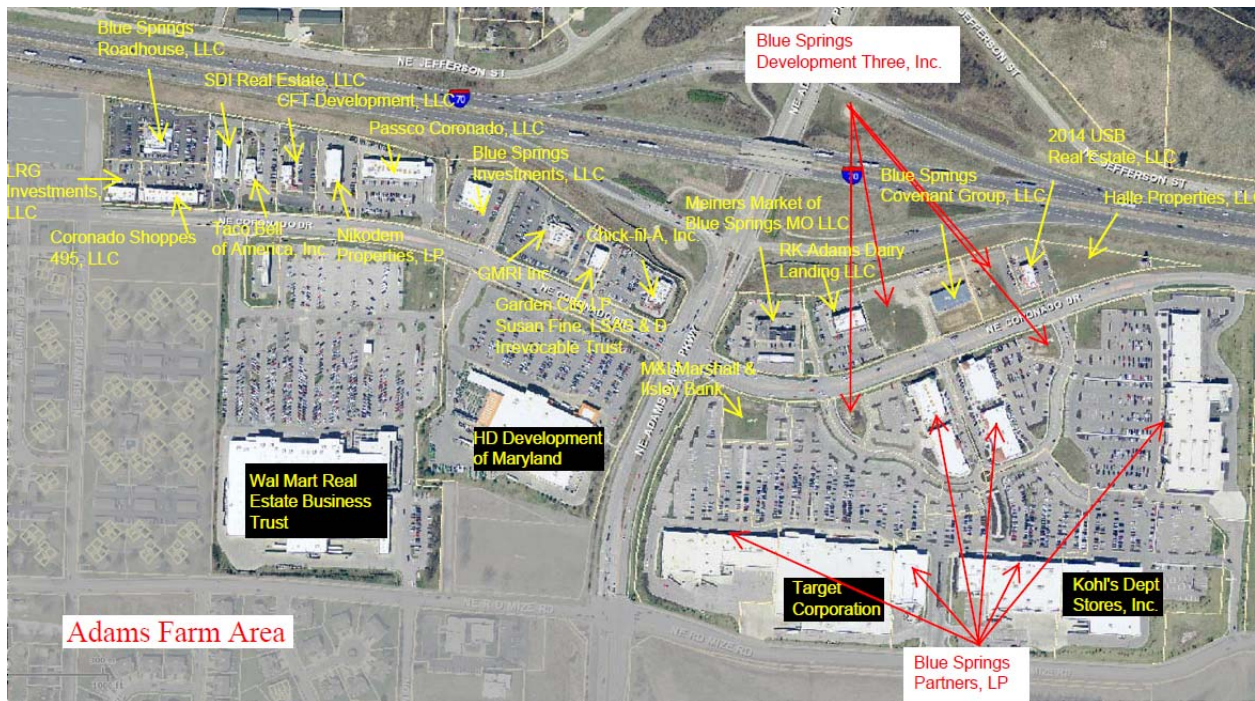 NE JEFFERSON ST
Blue Springs
Roadhouse, LLC
SDI Real Estate, LLC
CFT Development, LLC
70
Passco Coronado, LLC
Blue Springs
Investments, LLC
Blue Springs
Development Three, Inc.
NE JEFFERSON ST
2014 USB
Real Estate, LLC
NE JEFFERSON ST
70
Blue Springs
Covenant Group, LLC
Halle Properties, LLC
LRG
Investments,
LLC
Coronado Shoppes
495, LLC
NE CORONADO DR
Taco Bell
of America, Inc.
Nikodem
Properties, LP
GMRI Inc.
Chick-fil-A, Inc.
Garden City LP
Susan Fine, LSAG & D
Irrevocable Trust
Meiners Market of
Blue Springs MO LLC
RK Adams Dairy
Landing LLC
NE CORONADO DR
M&I Marshall &
Ilsley Bank
HD Development
of Maryland
Wal Mart Real
Estate Business
Trust
Target
Corporation
Kohl's Dept
Stores, Inc.
NE R D MIZE RD
Adams Farm Area
NE RD MIZE RD
Blue Springs
Partners, LP